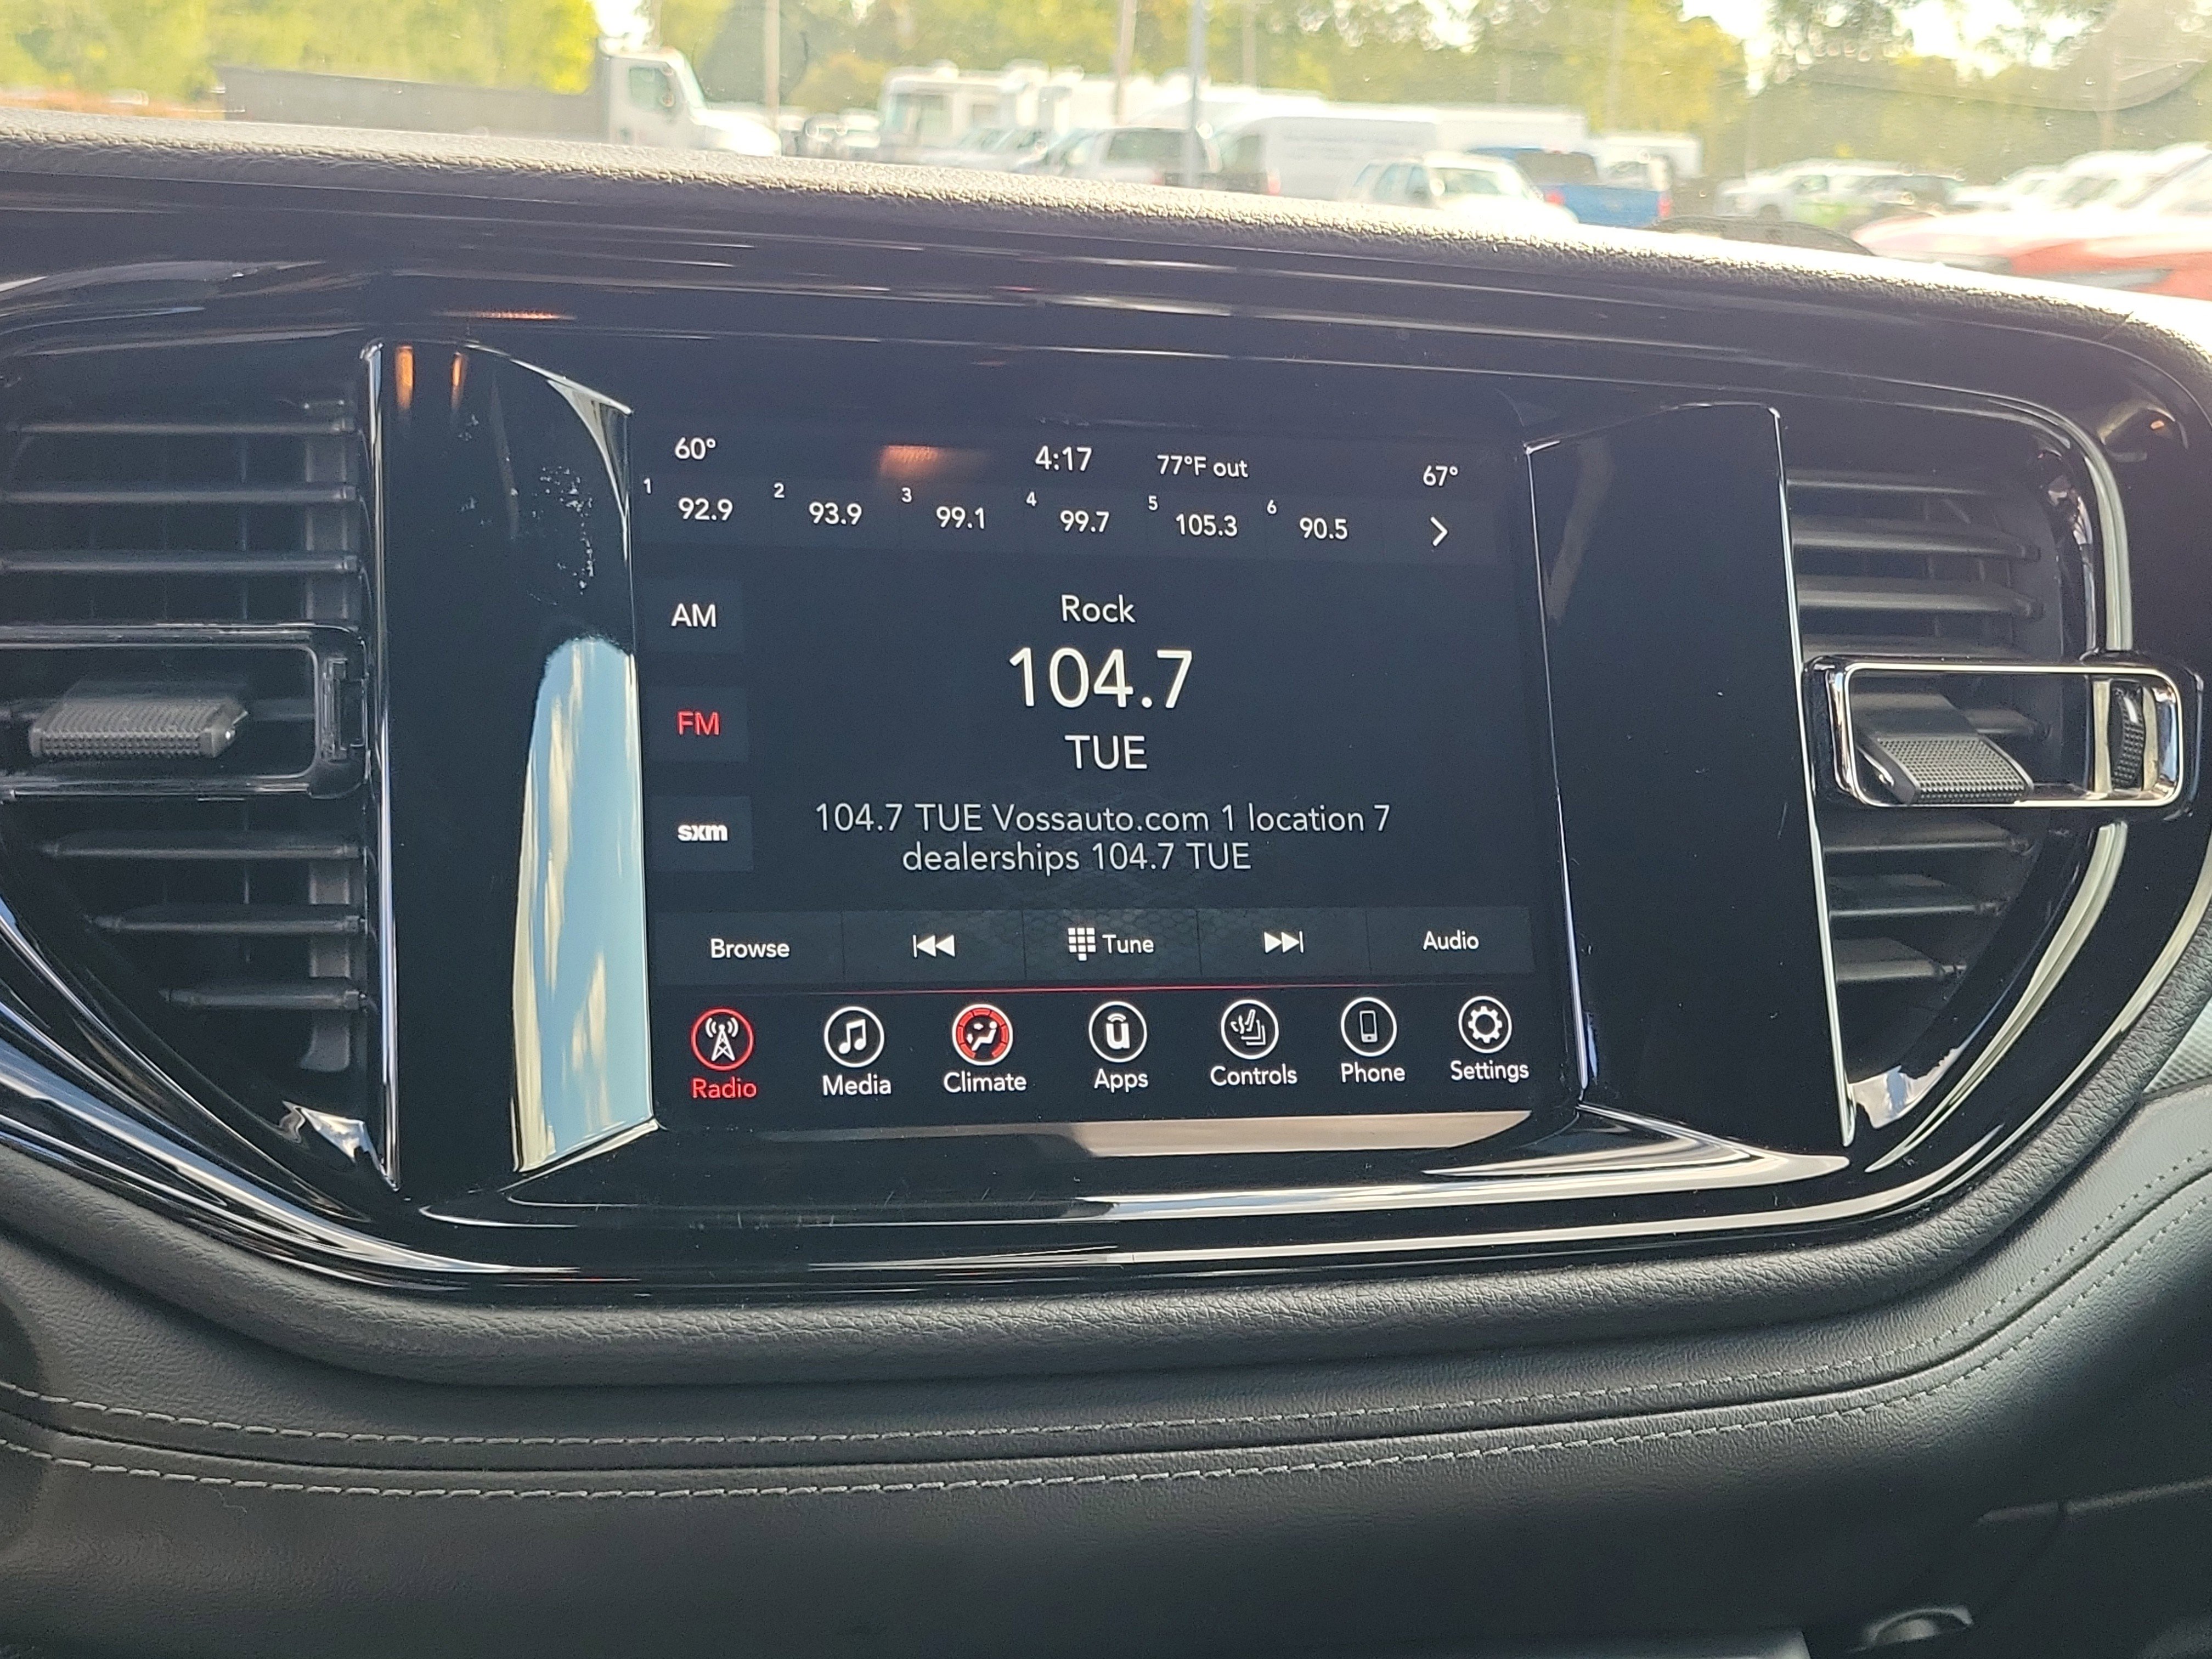 60° 4:17 77°F out 67°
1 92.9 2 93.9 3 99.1 4 99.7 5 105.3 6 90.5
AM
Rock
104.7
FM
TUE
sxm
104.7 TUE Vossauto.com 1 location 7
dealerships 104.7 TUE
Browse Tune Audio
u
Radio Media Climate Apps Controls Phone Settings